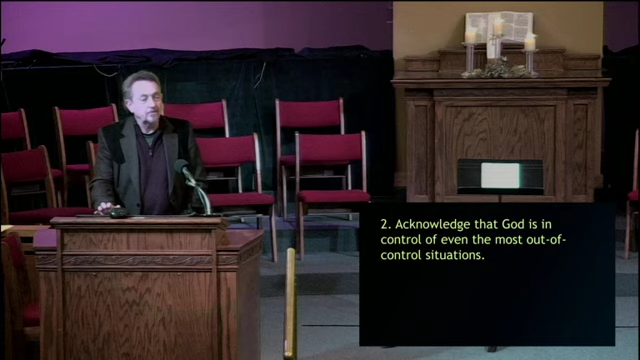 2. Acknowledge that God is in
control of even the most out-of-
control situations.